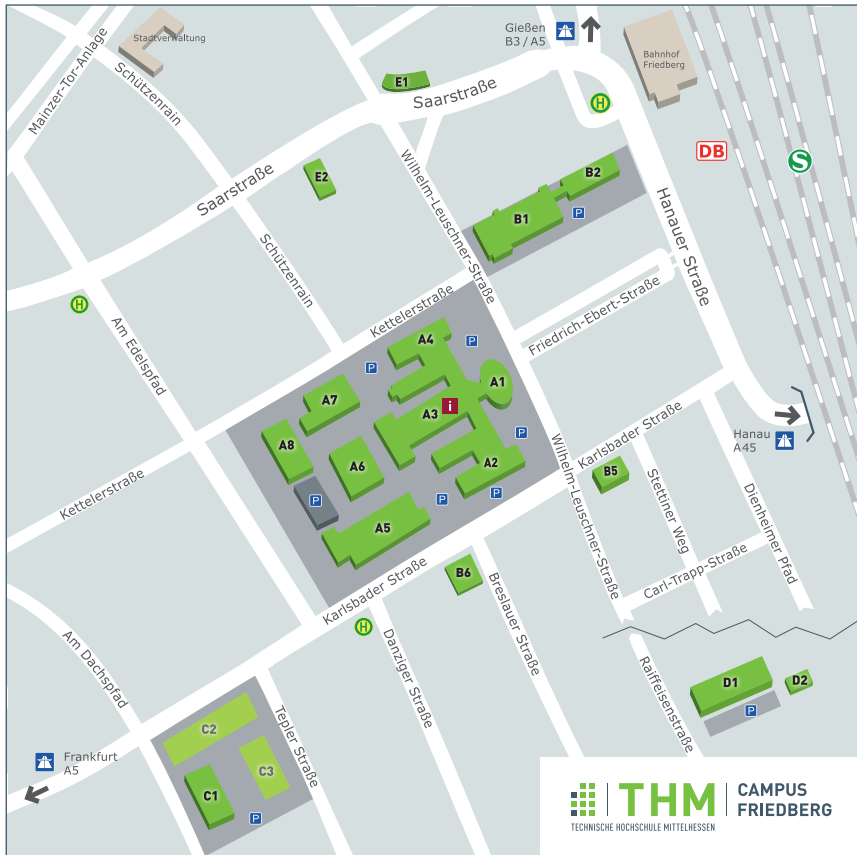 Gießen
B3 / A5
Stadtverwaltung
Mainzer-Tor-Anlage
Schützenrain
Bahnhof
Friedberg
E1
Saarstraße
H
DB
S
Wilhelm-Leuschner-Straße
E2
B2
Saarstraße
B1
P
Hanauer Straße
Schützenrain
H
Kettelerstraße
Friedrich-Ebert-Straße
Am Edelspfad
A4
P
P
A1
A7
A3
i
P
A8
A6
A2
Wilhelm-Leuschner-Straße
Karlsbader Straße
Hanau
A45
B5
P
P
P
Kettelerstraße
Stettiner Weg
Dienheimer Pfad
A5
Carl-Trapp-Straße
B6
Karlsbader Straße
Breslauer Straße
H
Danziger Straße
Am Dachspfad
Raiffeisenstraße
D1
D2
P
Tepler Straße
C2
Frankfurt
A5
C3
C1
P
THM
CAMPUS
FRIEDBERG
TECHNISCHE HOCHSCHULE MITTELHESSEN